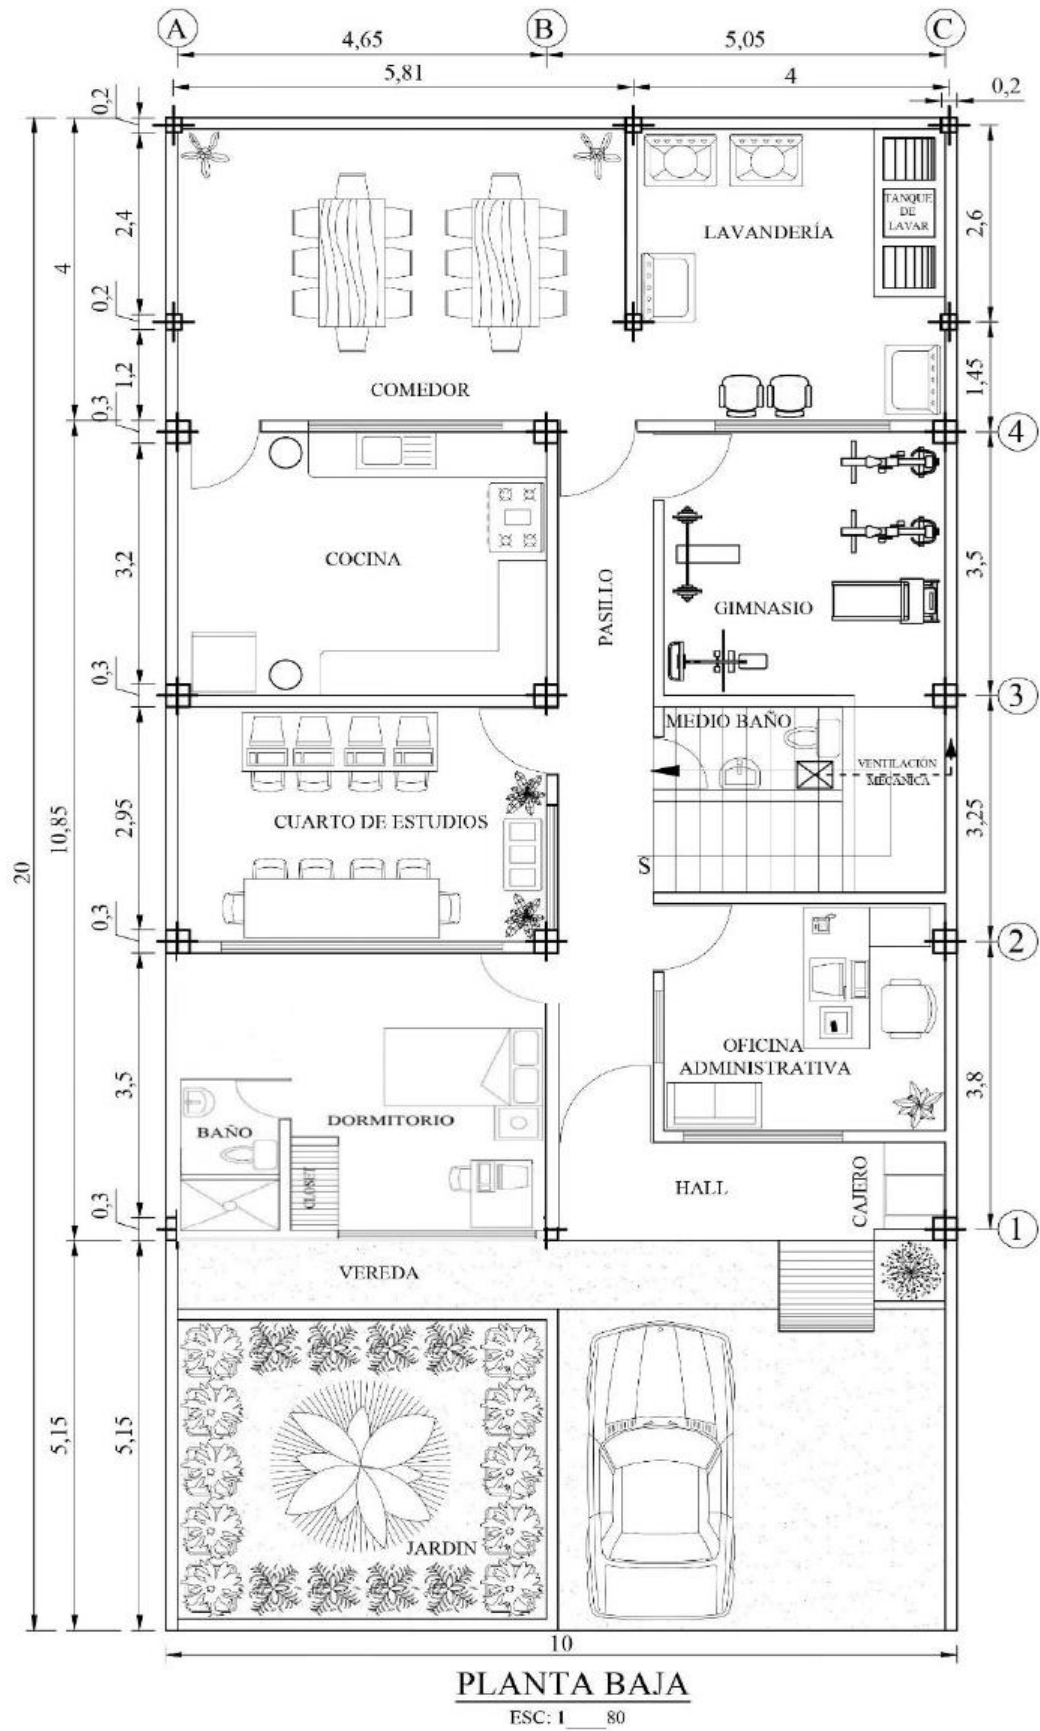 A
B
C
4,65
5,05
5,81
4
0,2
0,2
2,4
4
0,2
1,2
0,3
TANQUE
DE
LAVAR
LAVANDERÍA
2,6
1,45
COMEDOR
4
COCINA
3,2
PASILLO
GIMNASIO
3,5
0,3
3
MEDIO BAÑO
VENTILACIÓN
MECÁNICA
CUARTO DE ESTUDIOS
2,95
10,85
20
3,25
S
0,3
2
OFICINA
ADMINISTRATIVA
3,5
3,8
DORMITORIO
BAÑO
CLOSET
HALL
CAJERO
0,3
1
VEREDA
5,15
5,15
JARDIN
10
PLANTA BAJA
ESC: 1___80